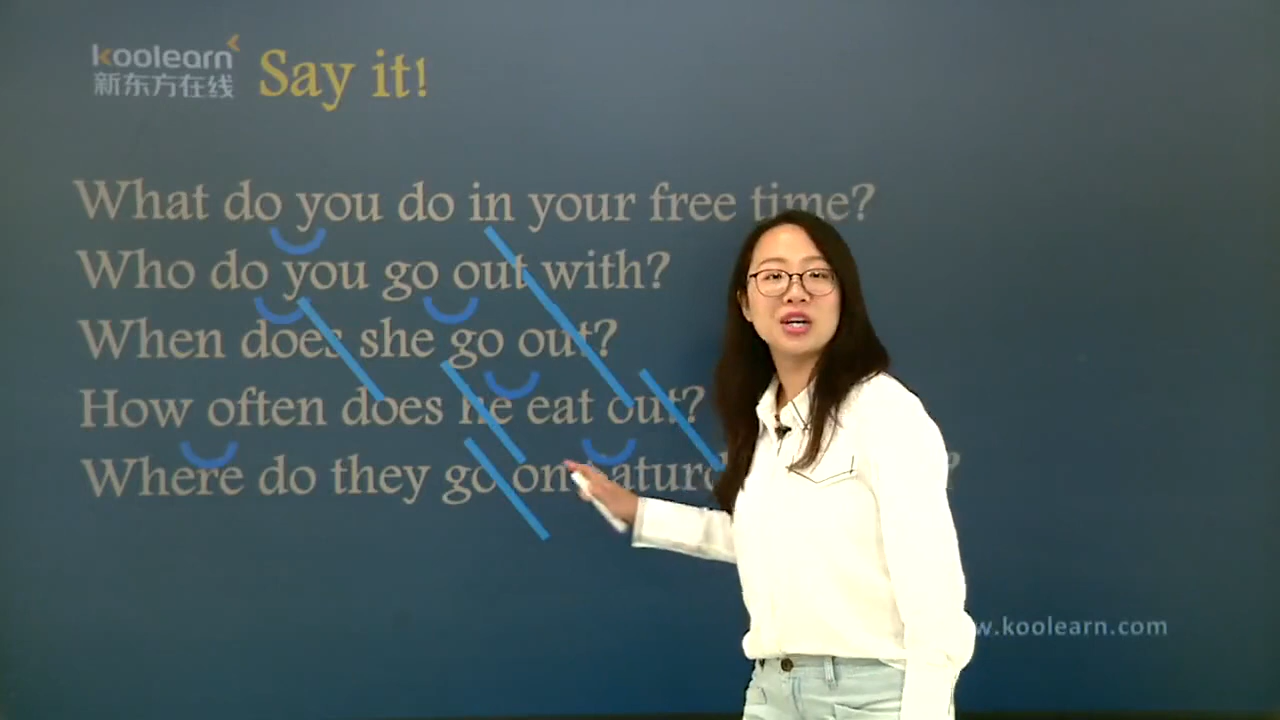 koolearn
新东方在线
Say it!
What do you do in your free time?
Who do you go out with?
When does she go out?
How often does he eat out?
Where do they go on ?
w.koolearn.com